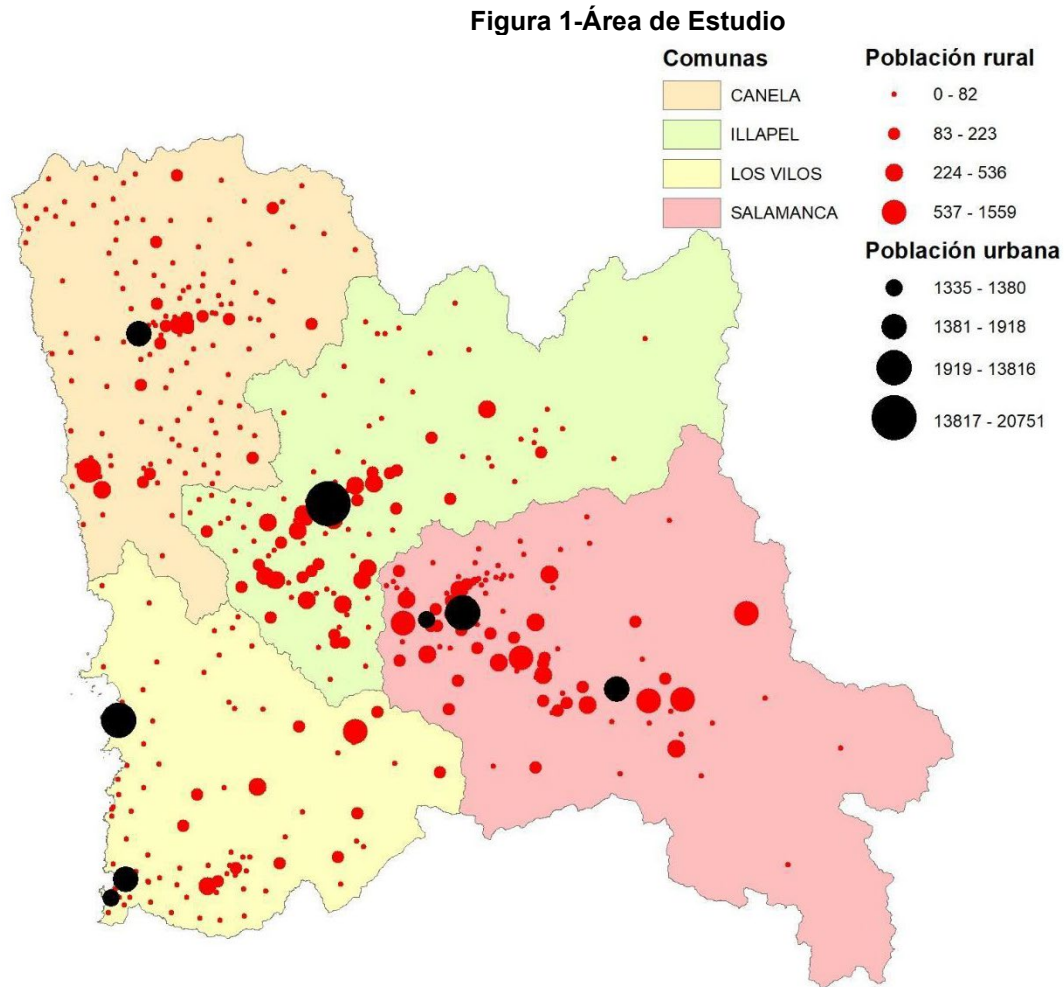 Figura 1-Área de Estudio
Comunas
CANELA
ILLAPEL
LOS VILOS
SALAMANCA
Población rural
0 - 82
83 - 223
224 - 536
537 - 1559
Población urbana
1335 - 1380
1381 - 1918
1919 - 13816
13817 - 20751